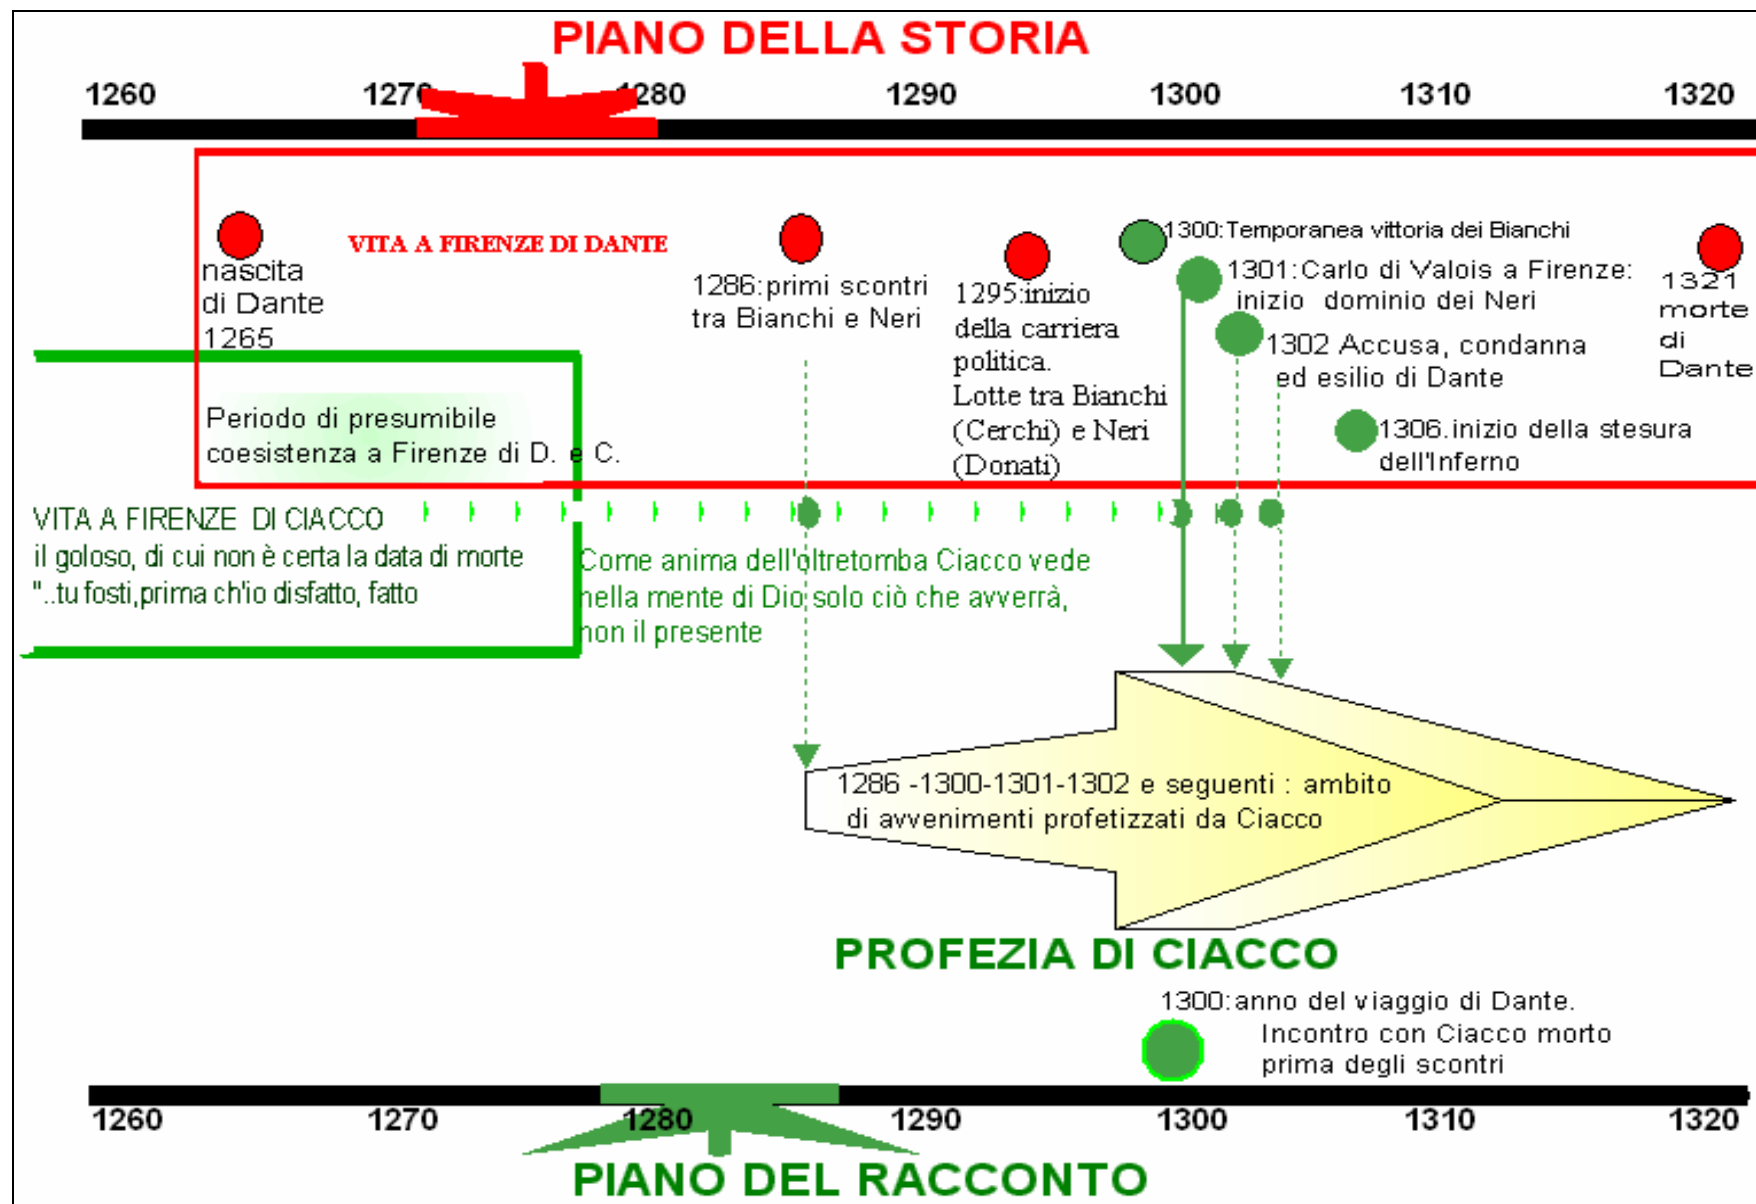 PIANO DELLA STORIA
1260 1270 1280 1290 1300 1310 1320
nascita
di Dante
1265
VITA A FIRENZE DI DANTE
1286:primi scontri
tra Bianchi e Neri
1295:inizio
della carriera
politica.
Lotte tra Bianchi
(Cerchi) e Neri
(Donati)
1300:Temporanea vittoria dei Bianchi
1301:Carlo di Valois a Firenze:
inizio dominio dei Neri
1302 Accusa, condanna
ed esilio di Dante
1306.inizio della stesura
dell'Inferno
1321
morte
di
Dante
Periodo di presumibile
coesistenza a Firenze di D. e C.
VITA A FIRENZE DI CIACCO
il goloso, di cui non è certa la data di morte
"..tu fosti,prima ch'io disfatto, fatto
Come anima dell'oltretomba Ciacco vede
nella mente di Dio solo ciò che avverrà,
non il presente
1286 -1300-1301-1302 e seguenti : ambito
di avvenimenti profetizzati da Ciacco
PROFEZIA DI CIACCO
1300:anno del viaggio di Dante.
Incontro con Ciacco morto
prima degli scontri
1260 1270 1280 1290 1300 1310 1320
PIANO DEL RACCONTO